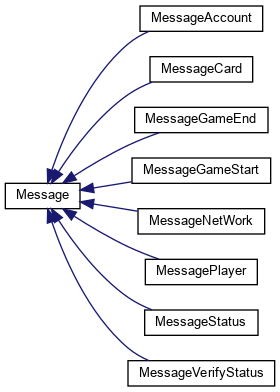 MessageAccount
MessageCard
MessageGameEnd
MessageGameStart
Message
MessageNetWork
MessagePlayer
MessageStatus
MessageVerifyStatus